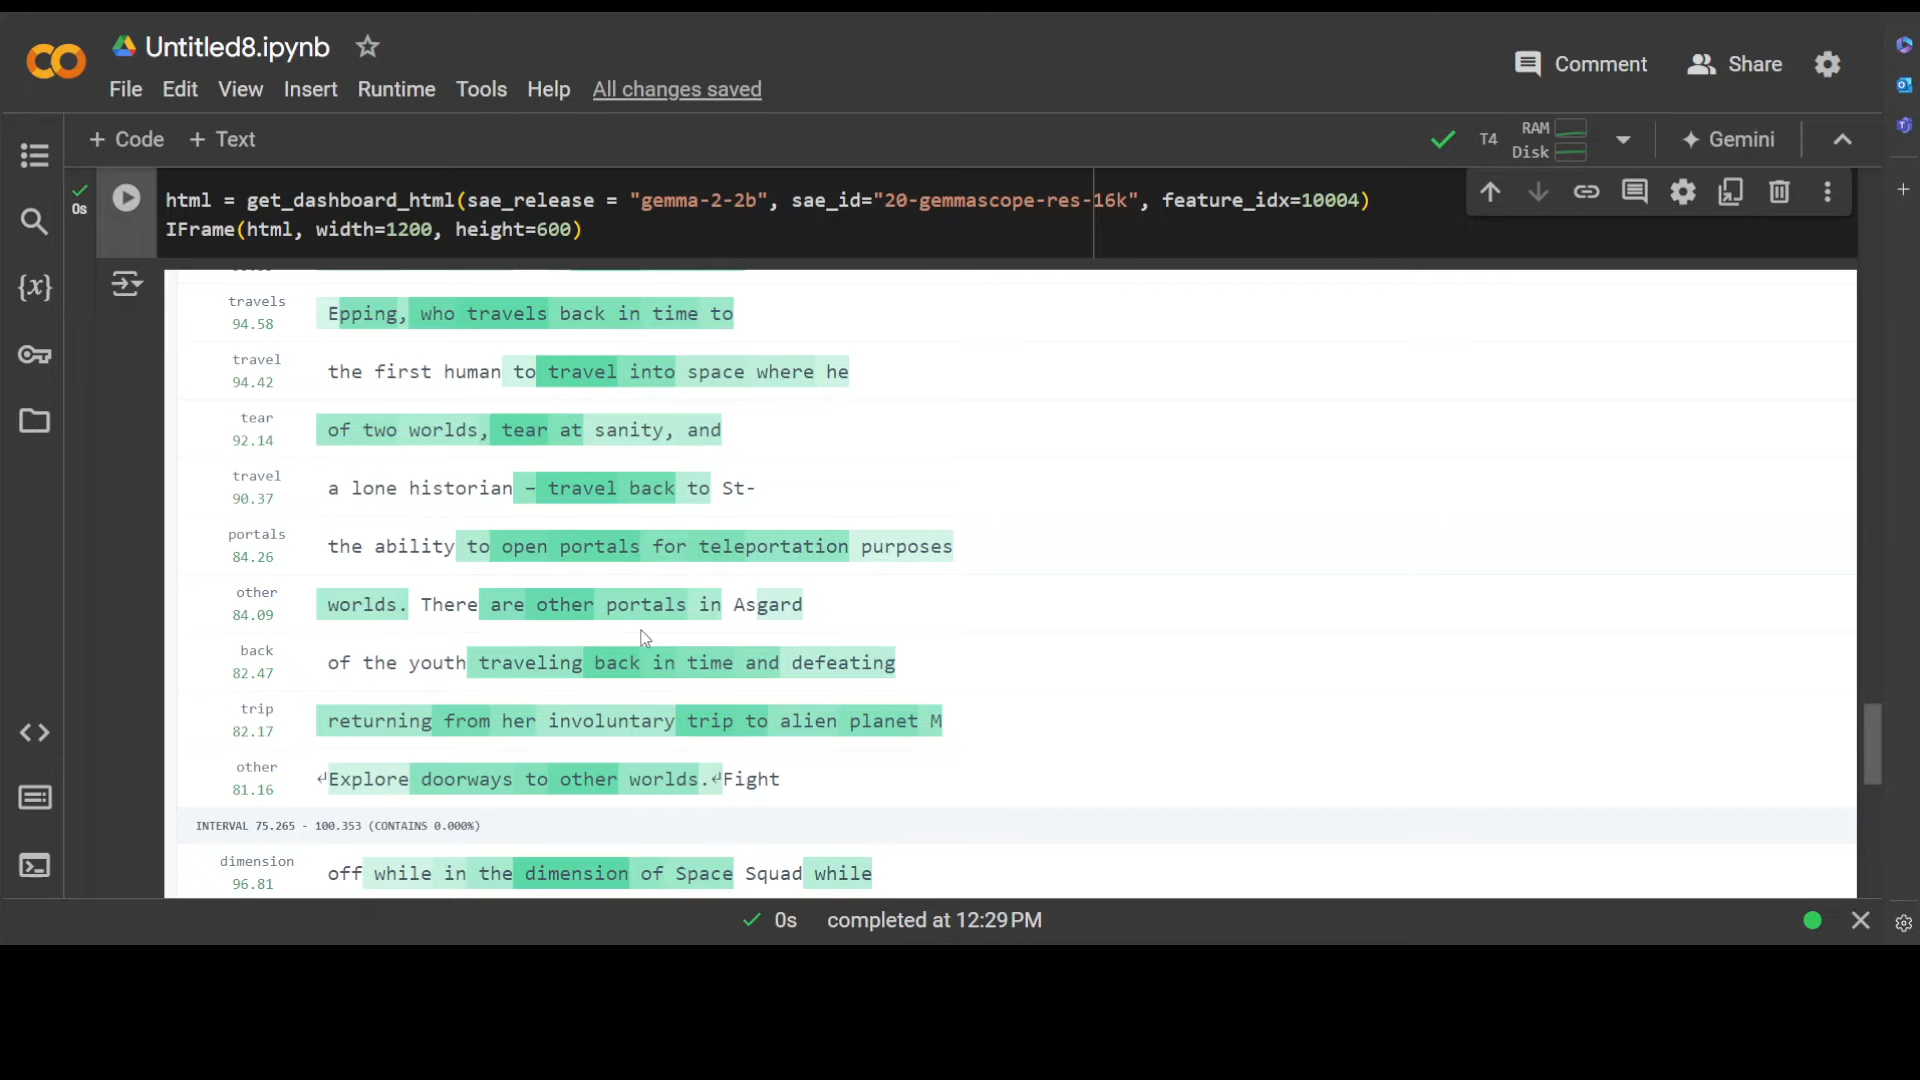 Untitled8.ipynb
File Edit View Insert Runtime Tools Help All changes saved
Comment Share
+ Code + Text
T4 RAM Disk Gemini
0s
html = get_dashboard_html(sae_release = "gemma-2-2b", sae_id="20-gemmascope-res-16k", feature_idx=10004)
IFrame(html, width=1200, height=600)
travels
94.58
Epping, who travels back in time to
travel
94.42
the first human to travel into space where he
tear
92.14
of two worlds, tear at sanity, and
travel
90.37
a lone historian – travel back to St-
portals
84.26
the ability to open portals for teleportation purposes
other
84.09
worlds. There are other portals in Asgard
back
82.47
of the youth traveling back in time and defeating
trip
82.17
returning from her involuntary trip to alien planet M
other
81.16
↵Explore doorways to other worlds.↵Fight
INTERVAL 75.265 - 100.353 (CONTAINS 0.000%)
dimension
96.81
off while in the dimension of Space Squad while
0s completed at 12:29 PM